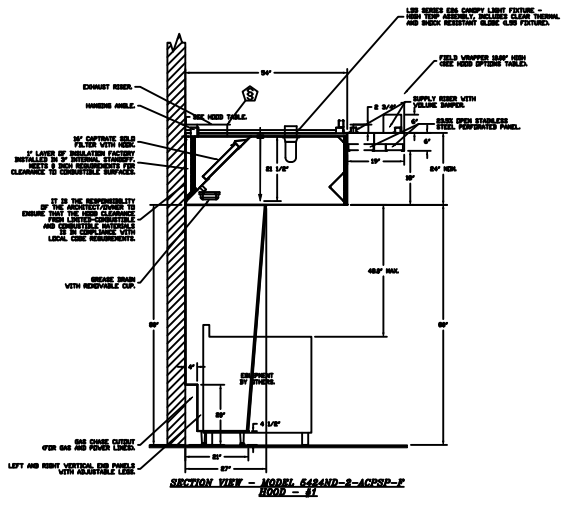 L55 SERIES E26 CANOPY LIGHT FIXTURE -
HIGH TEMP ASSEMBLY, INCLUDES CLEAR THERMAL
AND SHOCK RESISTANT GLOBE (L55 FIXTURE).
FIELD WRAPPER 18.00" HIGH
(SEE HOOD OPTIONS TABLE).
54"
EXHAUST RISER.
HANGING ANGLE.
SEE HOOD TABLE.
SUPPLY RISER WITH
VOLUME DAMPER.
2 3/4"
6"
23.5% OPEN STAINLESS
STEEL PERFORATED PANEL.
6"
16" CAPTRATE SOLO
FILTER WITH HOOK.
1" LAYER OF INSULATION FACTORY
INSTALLED IN 3" INTERNAL STANDOFF.
MEETS 0 INCH REQUIREMENTS FOR
CLEARANCE TO COMBUSTIBLE SURFACES.
21 1/2"
19"
24" NOM.
IT IS THE RESPONSIBILITY
OF THE ARCHITECT/OWNER TO
ENSURE THAT THE HOOD CLEARANCE
FROM LIMITED-COMBUSTIBLE
AND COMBUSTIBLE MATERIALS
IS IN COMPLIANCE WITH
LOCAL CODE REQUIREMENTS.
GREASE DRAIN
WITH REMOVABLE CUP.
48.0" MAX.
80"
80"
4"
EQUIPMENT
BY OTHERS.
20"
4 1/2"
GAS CHASE CUTOUT
(FOR GAS AND POWER LINES).
LEFT AND RIGHT VERTICAL END PANELS
WITH ADJUSTABLE LEGS.
21"
27"
SECTION VIEW - MODEL 5424ND-2-ACPSP-F
HOOD - #1